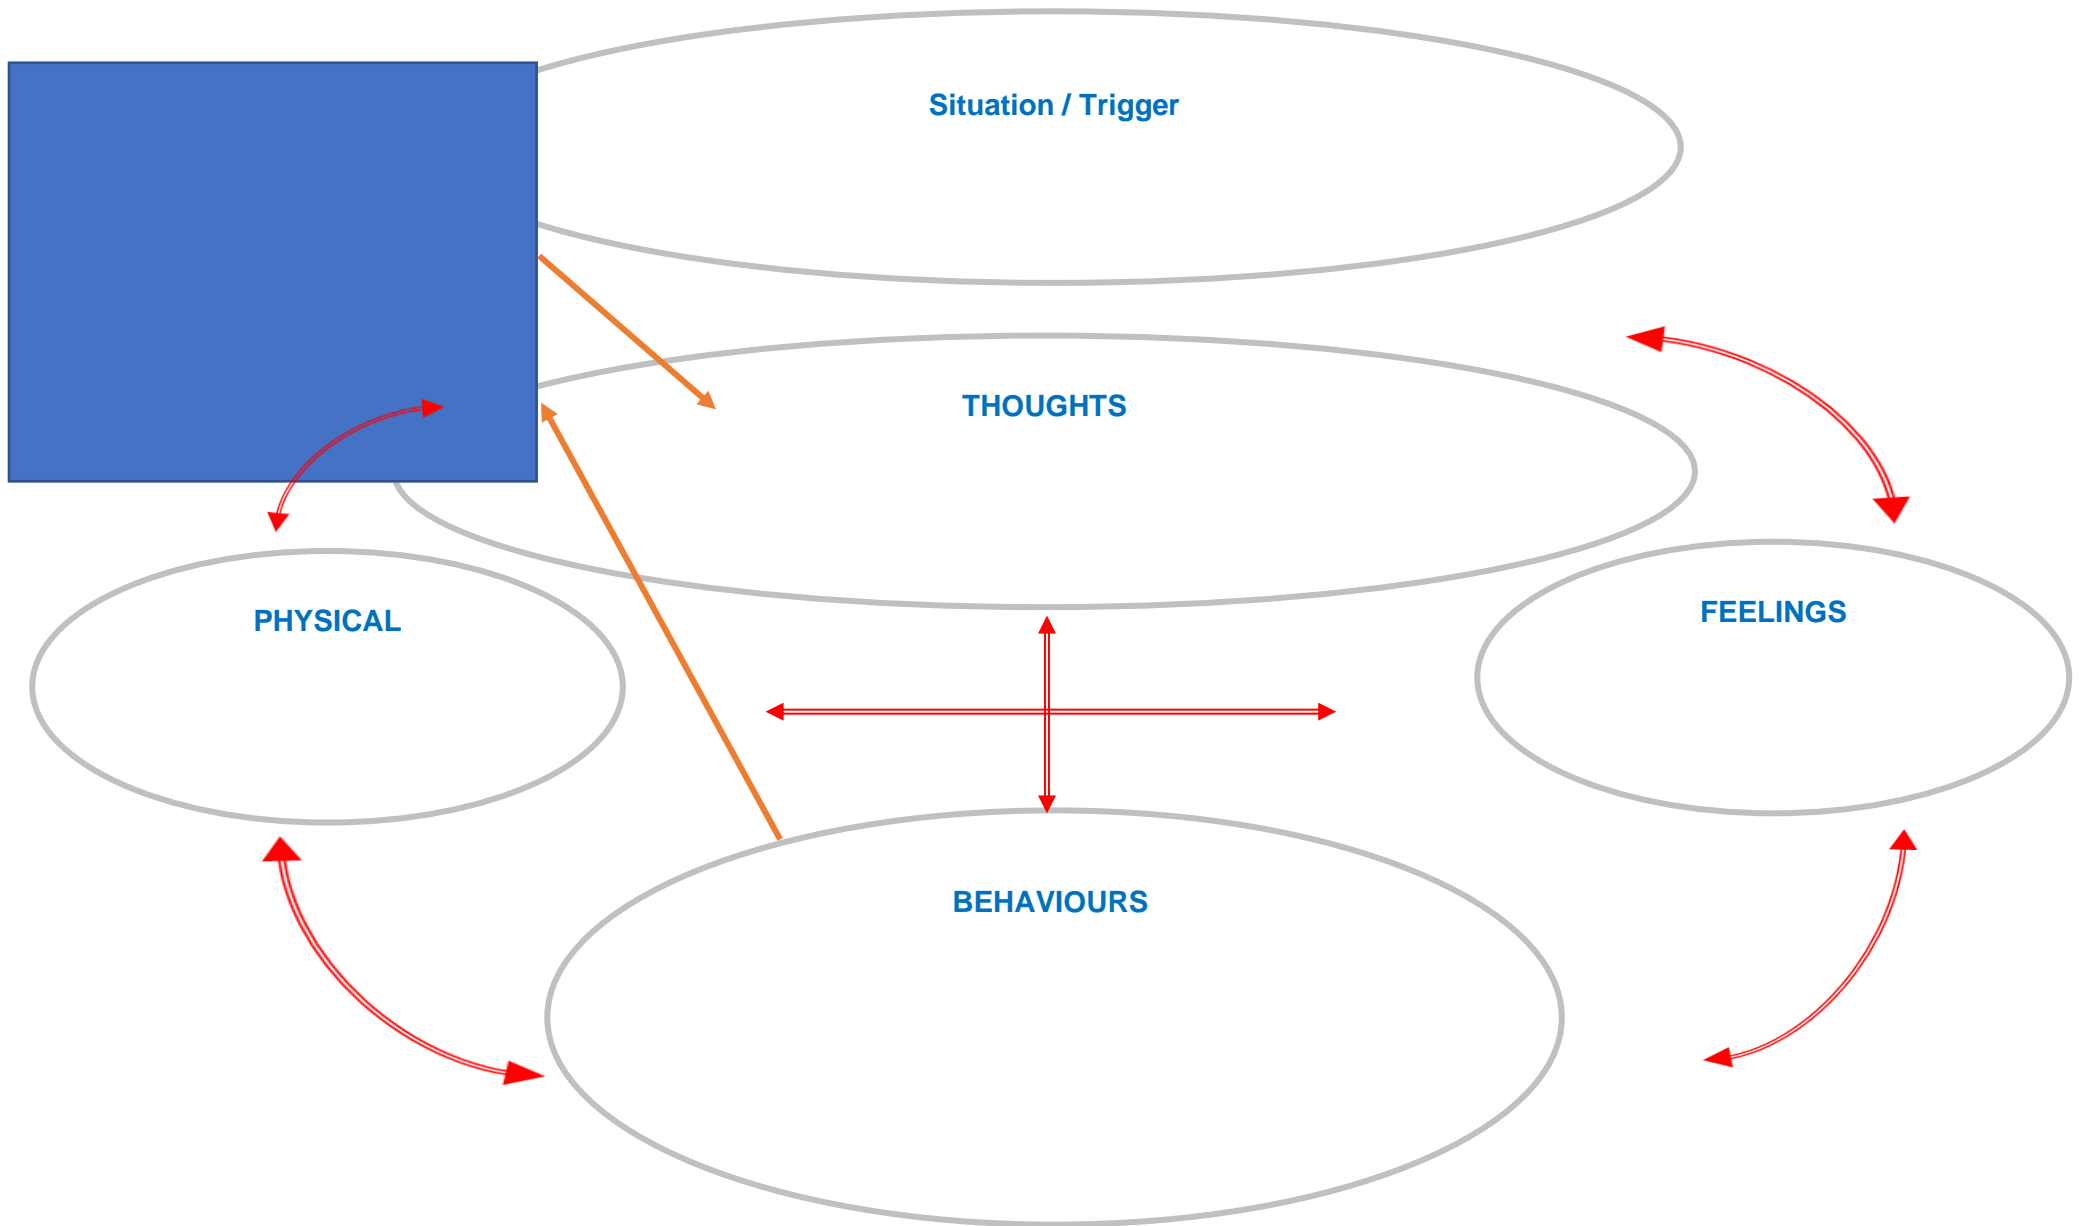 Situation / Trigger
THOUGHTS
PHYSICAL
FEELINGS
BEHAVIOURS